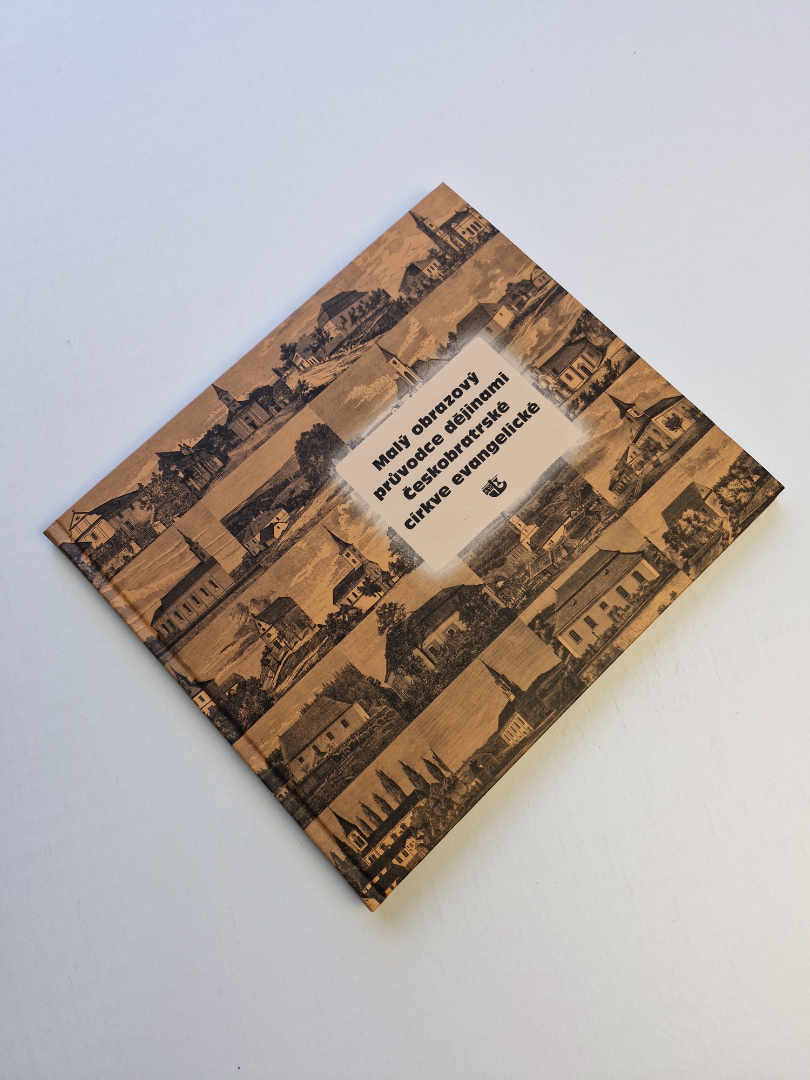 Malý obrazový
průvodce dějinami
Českobratrské
církve evangelické